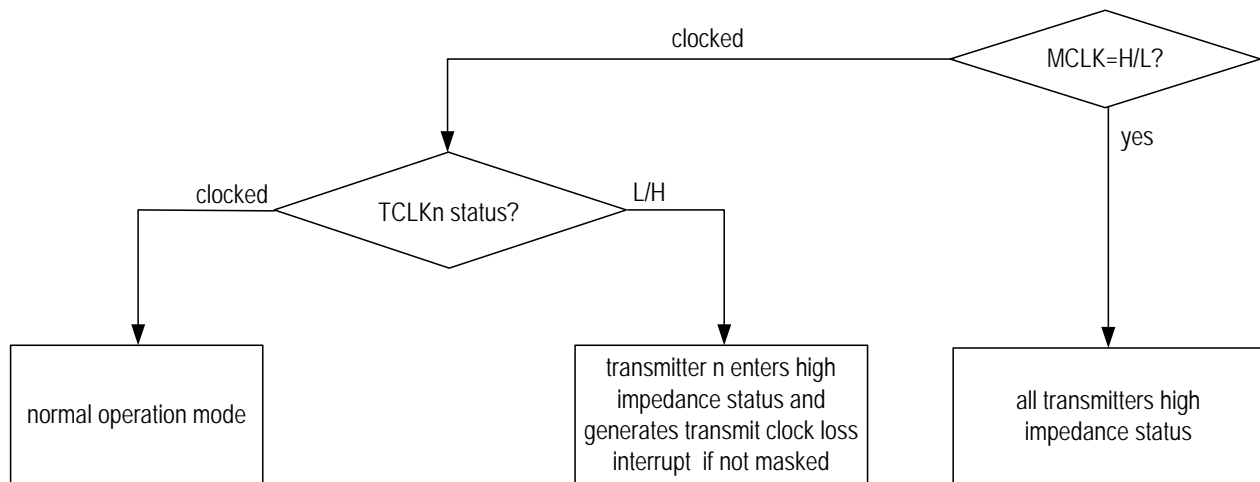 clocked
MCLK=H/L?
yes
clocked
TCLKn status?
L/H
normal operation mode
transmitter n enters high
impedance status and
generates transmit clock loss
interrupt if not masked
all transmitters high
impedance status